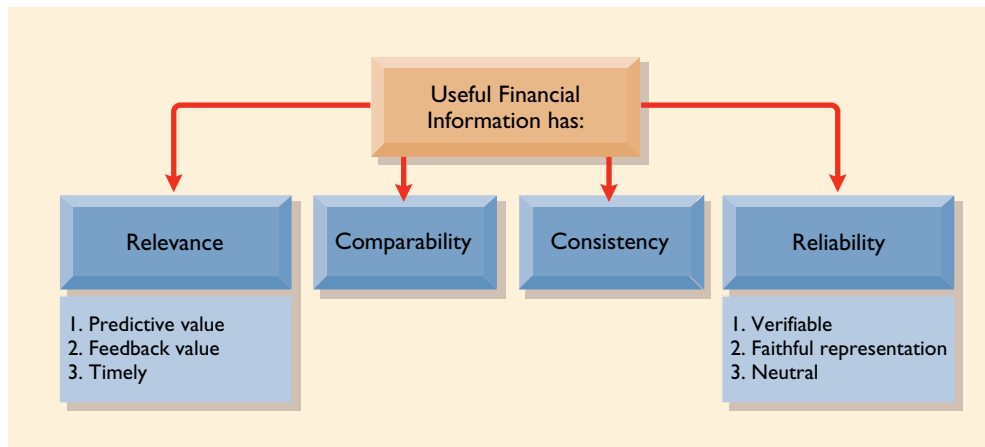 Useful Financial
Information has:
Relevance
Comparability
Consistency
Reliability
1. Predictive value
2. Feedback value
3. Timely
1. Verifiable
2. Faithful representation
3. Neutral